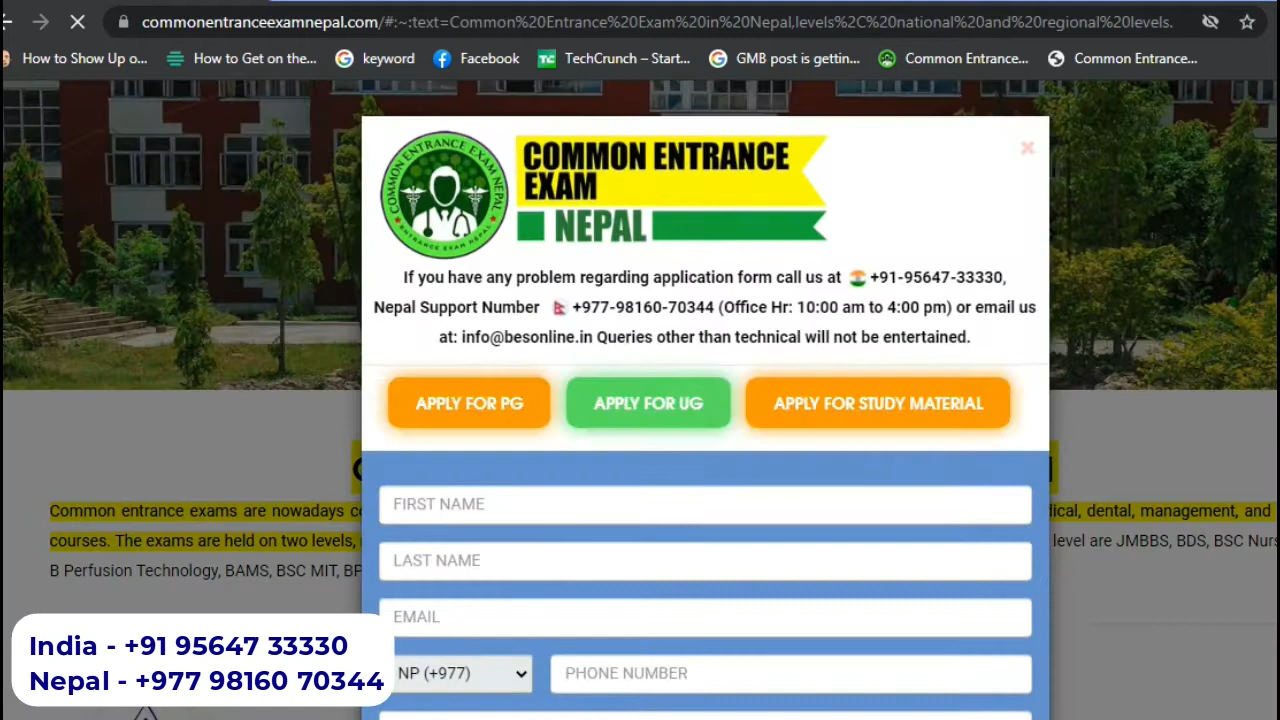 commonentranceexamnepal.com/#:~:text=Common%20Entrance%20Exam%20in%20Nepal,levels%2C%20national%20and%20regional%20levels.
How to Show Up o... How to Get on the... keyword Facebook TechCrunch – Start... GMB post is gettin... Common Entrance... Common Entrance...
COMMON ENTRANCE EXAM NEPAL
ENTRANCE EXAM NEPAL
COMMON ENTRANCE
EXAM
NEPAL
If you have any problem regarding application form call us at +91-95647-33330,
Nepal Support Number +977-98160-70344 (Office Hr: 10:00 am to 4:00 pm) or email us
at: info@besonline.in Queries other than technical will not be entertained.
APPLY FOR PG APPLY FOR UG APPLY FOR STUDY MATERIAL
FIRST NAME
Common entrance exams are nowadays dical, dental, management, and
courses. The exams are held on two levels, level are JMBBS, BDS, BSC Nurs
LAST NAME
B Perfusion Technology, BAMS, BSC MIT, BP
EMAIL
NP (+977) PHONE NUMBER
India - +91 95647 33330
Nepal - +977 98160 70344